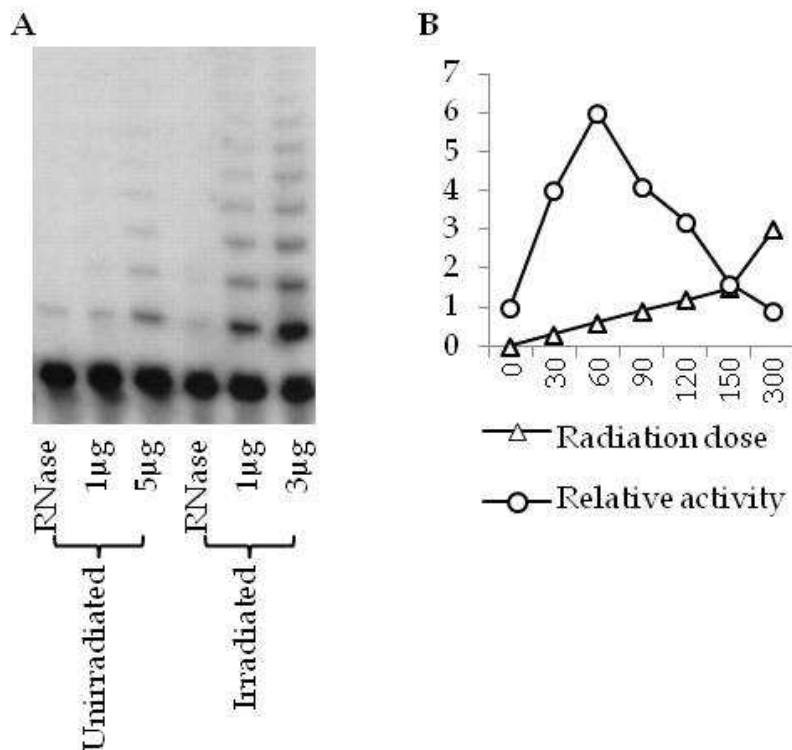 A
RNase
1µg
5µg
RNase
1µg
3µg
Unirradiated
Irradiated
B
7
6
5
4
3
2
1
0
0
30
60
90
120
150
300
Radiation dose
Relative activity